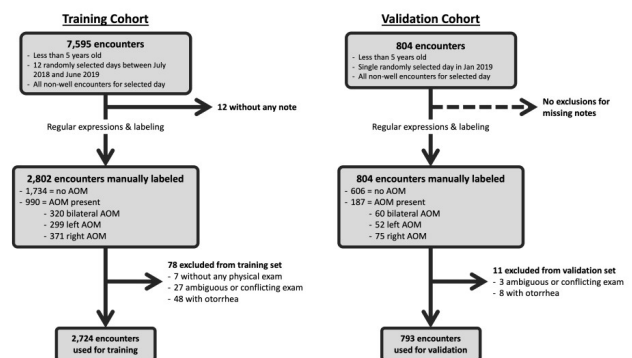 Training Cohort
7,595 encounters
- Less than 5 years old
- 12 randomly selected days between July
2018 and June 2019
- All non-well encounters for selected day
12 without any note
Regular expressions & labeling
2,802 encounters manually labeled
- 1,734 = no AOM
- 990 = AOM present
- 320 bilateral AOM
- 299 left AOM
- 371 right AOM
78 excluded from training set
- 7 without any physical exam
- 27 ambiguous or conflicting exam
- 48 with otorrhea
2,724 encounters
used for training
Validation Cohort
804 encounters
- Less than 5 years old
- Single randomly selected day in Jan 2019
- All non-well encounters for selected day
No exclusions for
missing notes
Regular expressions & labeling
804 encounters manually labeled
- 606 = no AOM
- 187 = AOM present
- 60 bilateral AOM
- 52 left AOM
- 75 right AOM
11 excluded from validation set
- 3 ambiguous or conflicting exam
- 8 with otorrhea
793 encounters
used for validation